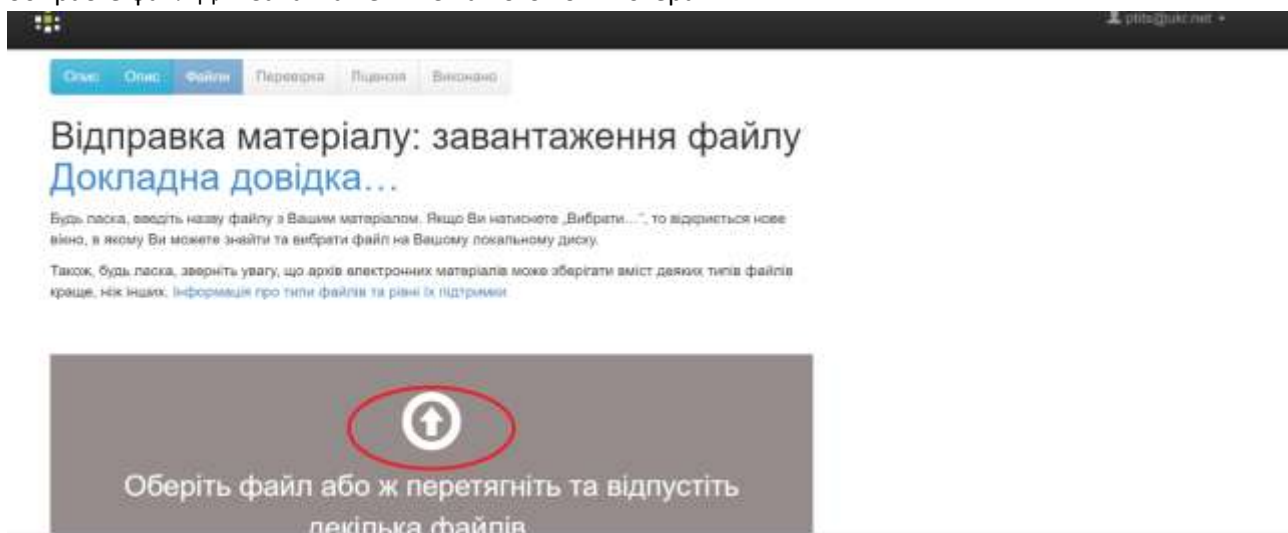 ptits@ukr.net
Опис Опис Файли Перевірка Ліцензія Виконано
Відправка матеріалу: завантаження файлу
Докладна довідка…
Будь ласка, введіть назву файлу з Вашим матеріалом. Якщо Ви натиснете „Вибрати…", то відкриється нове
вікно, в якому Ви можете знайти та вибрати файл на Вашому локальному диску.
Також, будь ласка, зверніть увагу, що архів електронних матеріалів може зберігати вміст деяких типів файлів
краще, ніж інших. Інформація про типи файлів та рівні їх підтримки
Оберіть файл або ж перетягніть та відпустіть
декілька файлів